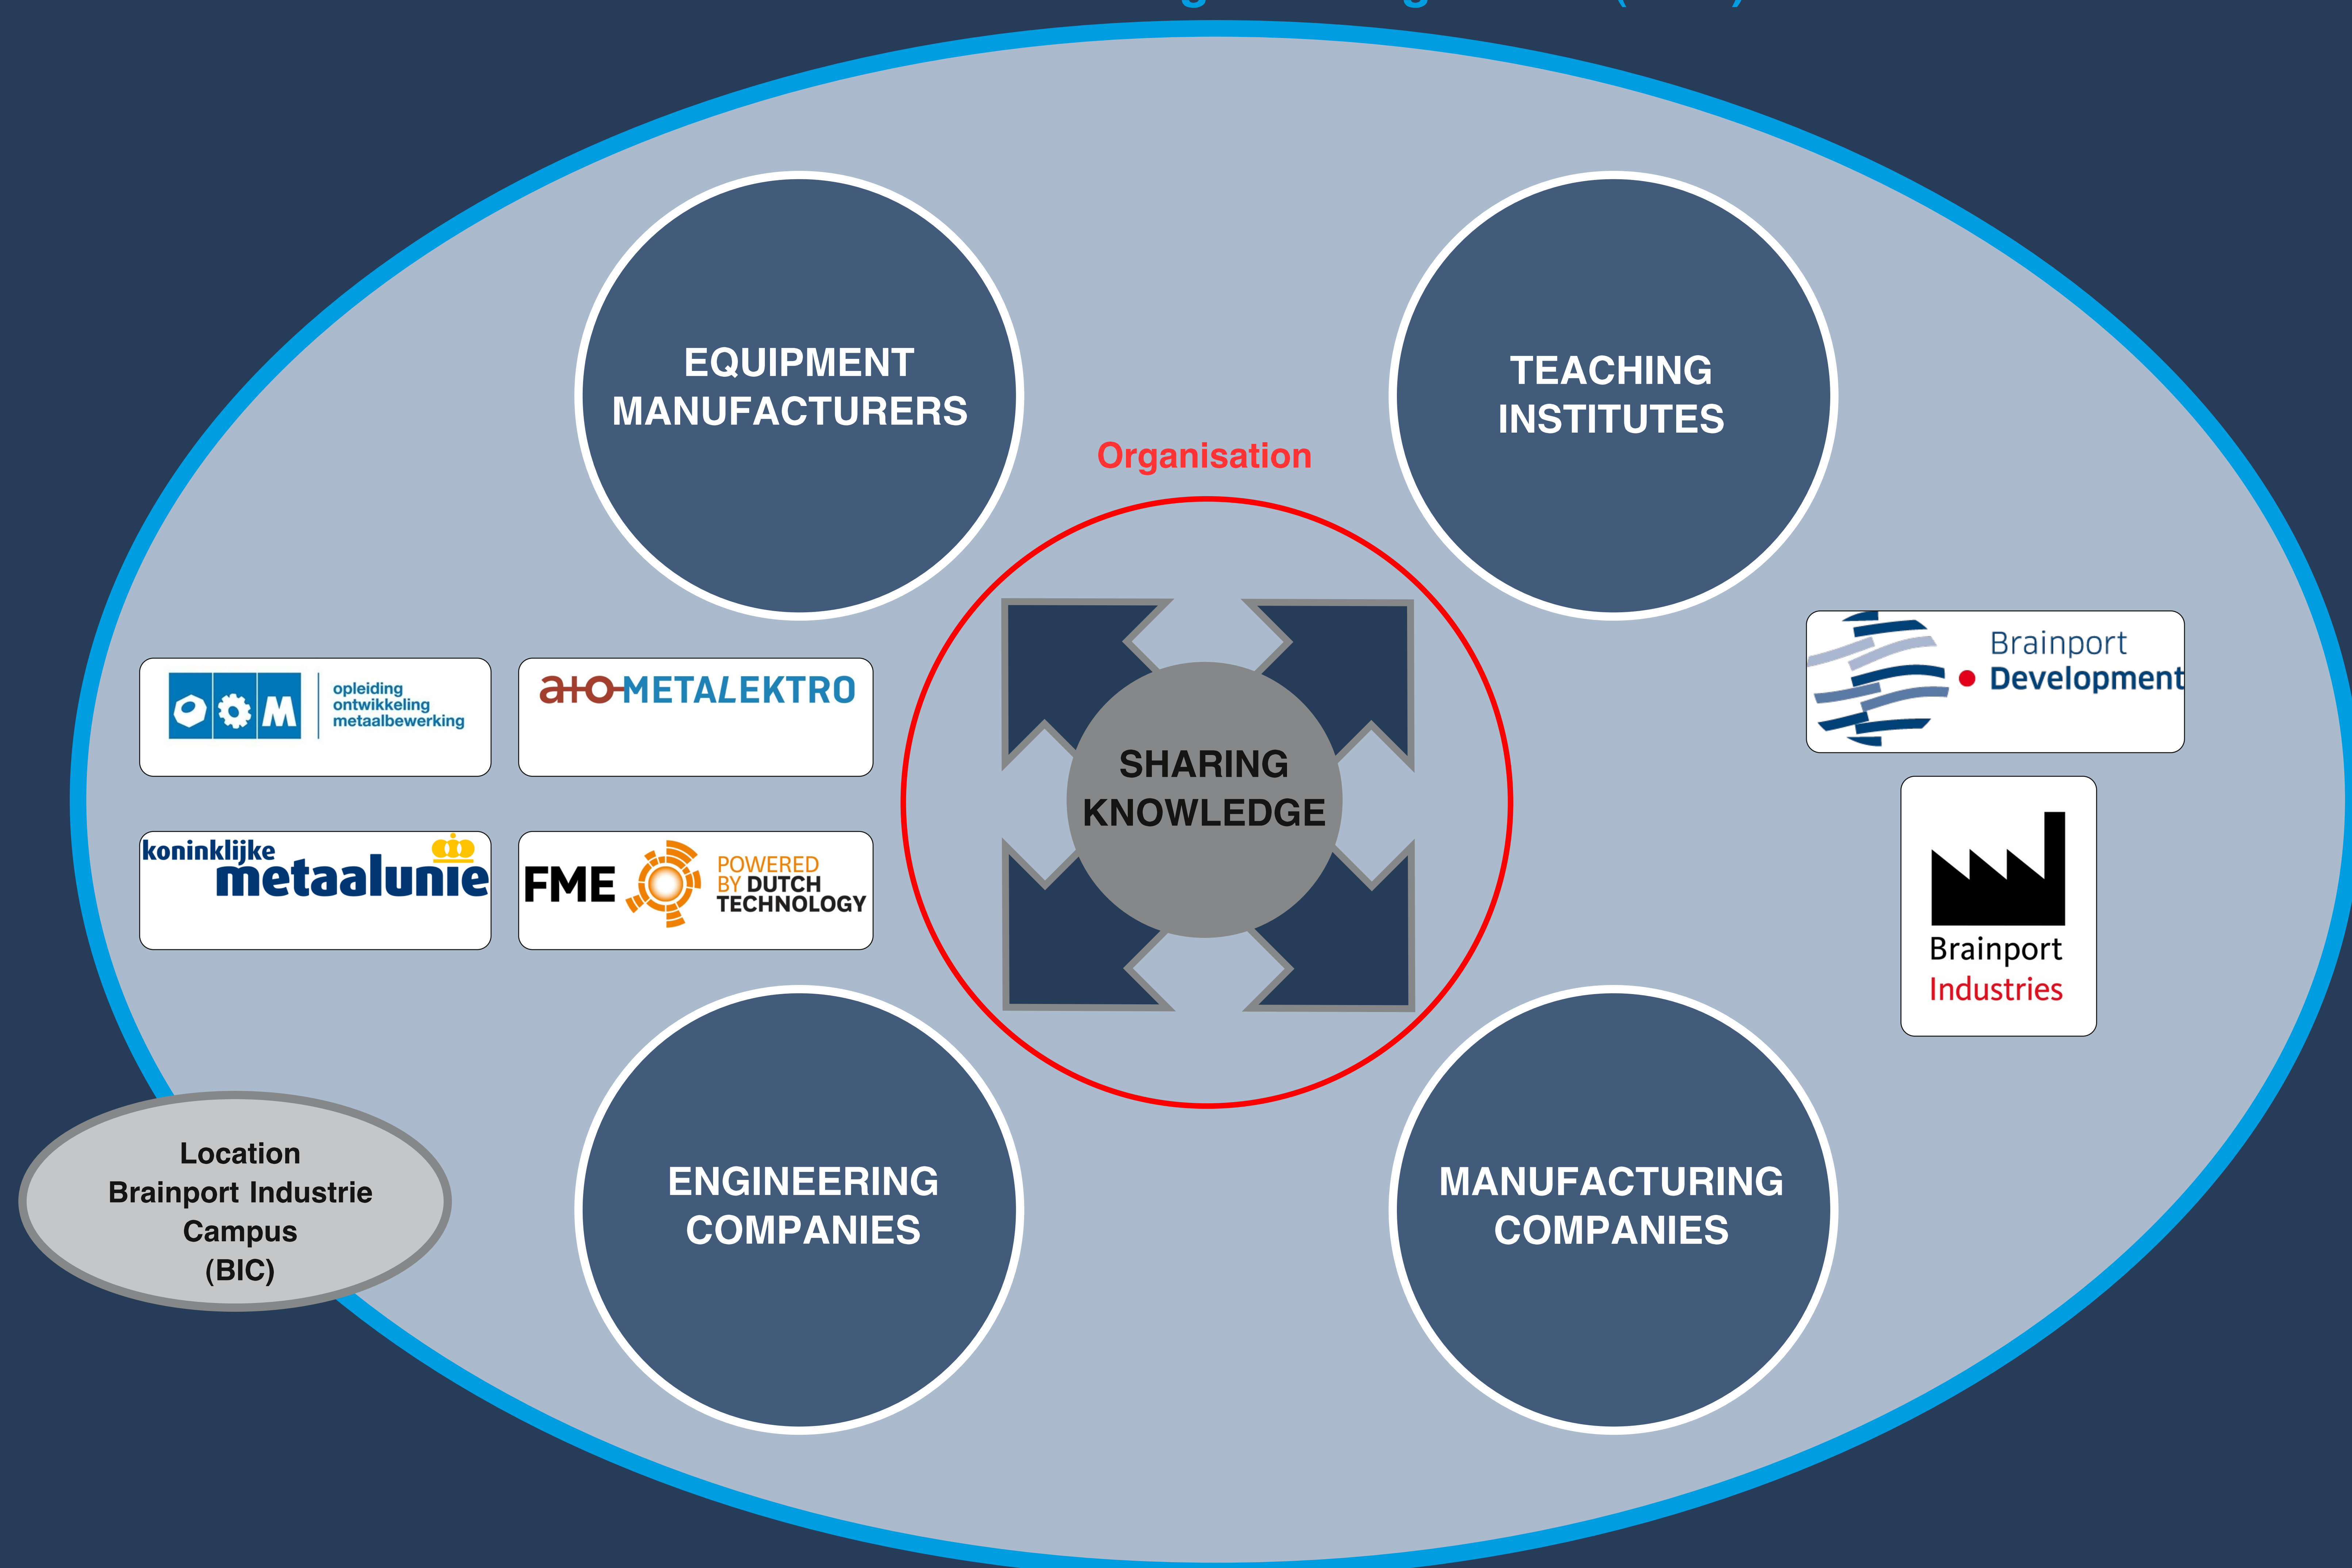 EQUIPMENT
MANUFACTURERS
TEACHING
INSTITUTES
Organisation
opleiding
ontwikkeling
metaalbewerking
OOM
a+o METALEKTRO
Brainport
Development
SHARING
KNOWLEDGE
koninklijke
metaalunie
FME
POWERED
BY DUTCH
TECHNOLOGY
Brainport
Industries
Location
Brainport Industrie
Campus
(BIC)
ENGINEERING
COMPANIES
MANUFACTURING
COMPANIES